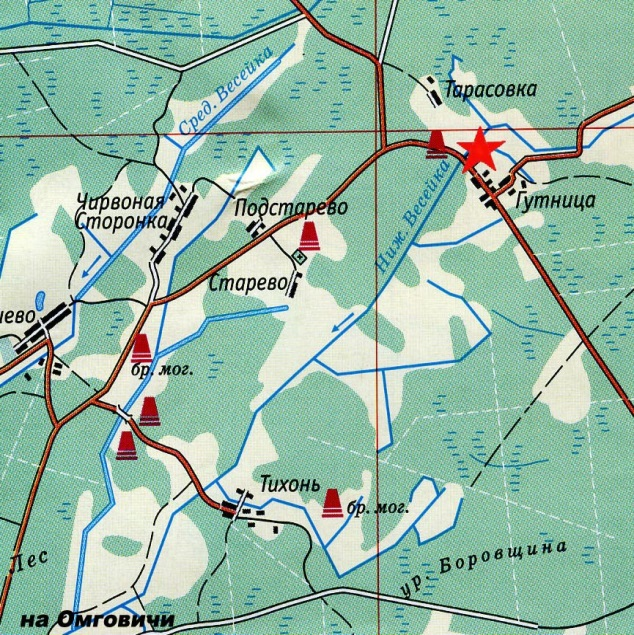 Сред. Весейка
Тарасовка
Чирвоная
Сторонка
Подстарево
Гутница
Ниж. Весейка
Старево
бр. мог.
Тихонь
бр. мог.
ур. Боровщина
Лес
на Омговичи